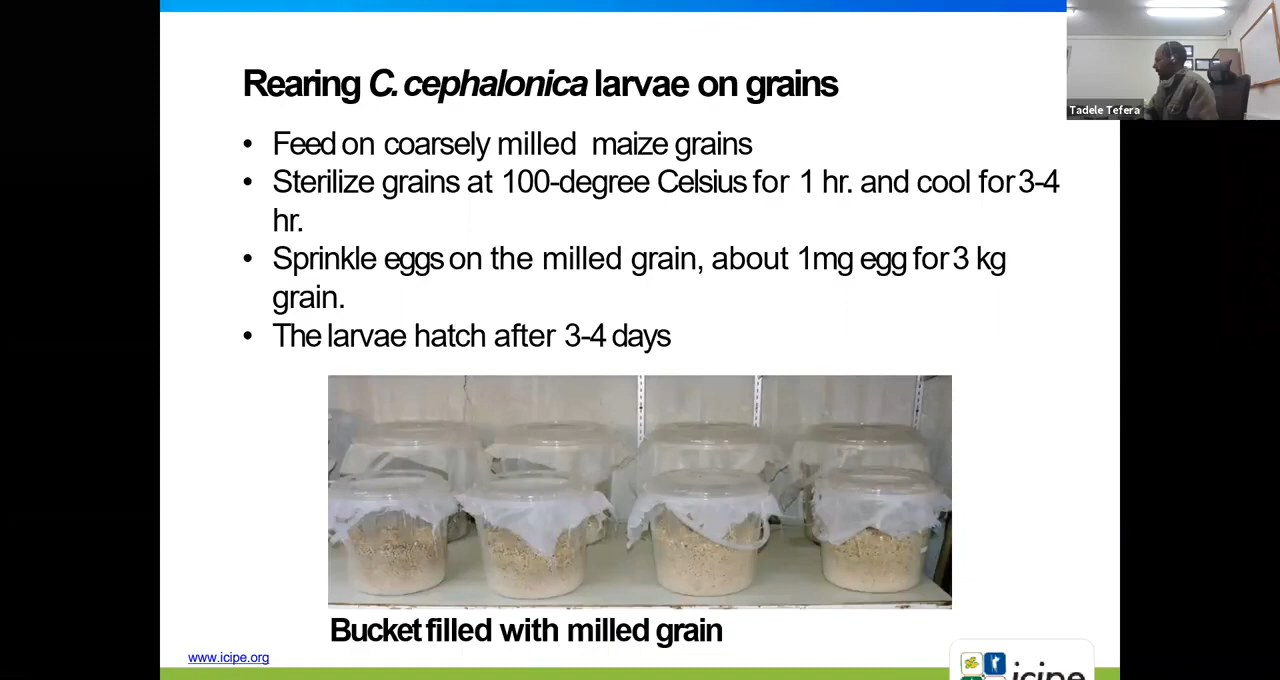 Rearing C. cephalonica larvae on grains
Tadele Tefera
• Feed on coarsely milled maize grains
• Sterilize grains at 100-degree Celsius for 1 hr. and cool for 3-4
hr.
• Sprinkle eggs on the milled grain, about 1mg egg for 3 kg
grain.
• The larvae hatch after 3-4 days
Bucket filled with milled grain
www.icipe.org
icipe